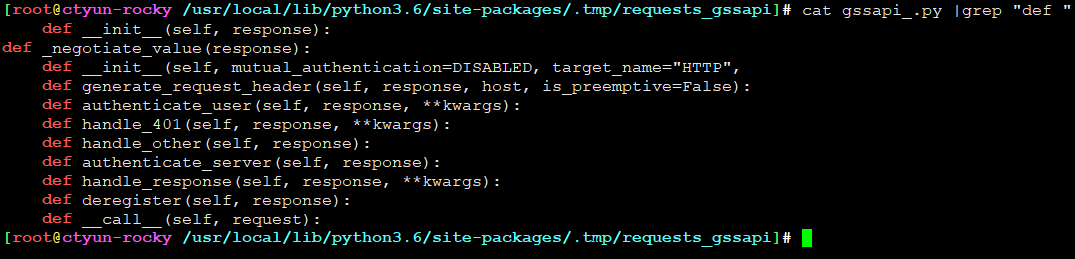 [root@ctyun-rocky /usr/local/lib/python3.6/site-packages/.tmp/requests_gssapi]# cat gssapi_.py |grep "def "
    def __init__(self, response):
def _negotiate_value(response):
    def __init__(self, mutual_authentication=DISABLED, target_name="HTTP",
    def generate_request_header(self, response, host, is_preemptive=False):
    def authenticate_user(self, response, **kwargs):
    def handle_401(self, response, **kwargs):
    def handle_other(self, response):
    def authenticate_server(self, response):
    def handle_response(self, response, **kwargs):
    def deregister(self, response):
    def __call__(self, request):
[root@ctyun-rocky /usr/local/lib/python3.6/site-packages/.tmp/requests_gssapi]#